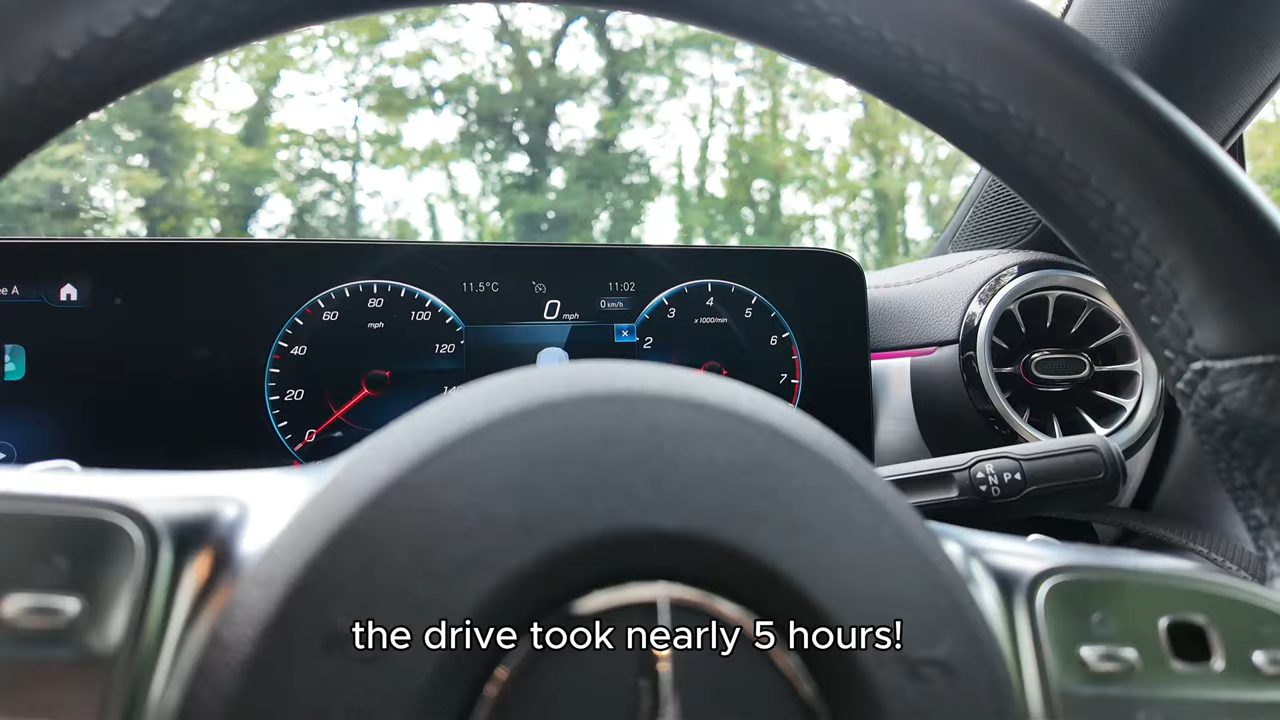 e A
11.5°C
11:02
0 mph
0 km/h
0
20
40
60
80
100
120
140
mph
2
3
4
5
6
7
x1000/min
R
N
D
P
the drive took nearly 5 hours!